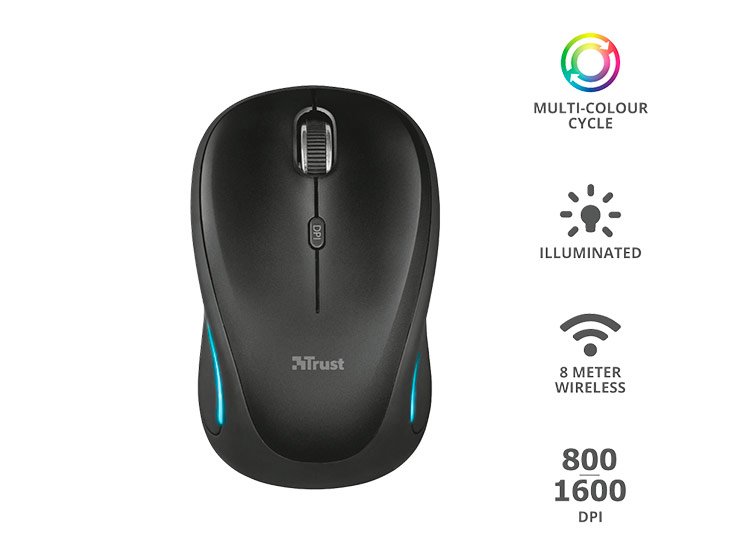 DPI
Trust
MULTI-COLOUR
CYCLE
ILLUMINATED
8 METER
WIRELESS
800
1600
DPI